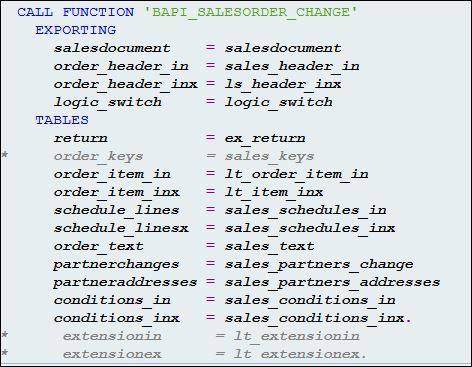 CALL FUNCTION 'BAPI_SALESORDER_CHANGE'
EXPORTING
salesdocument = salesdocument
order_header_in = sales_header_in
order_header_inx = ls_header_inx
logic_switch = logic_switch
TABLES
return = ex_return
* order_keys = sales_keys
order_item_in = lt_order_item_in
order_item_inx = lt_item_inx
schedule_lines = sales_schedules_in
schedule_linesx = sales_schedules_inx
order_text = sales_text
partnerchanges = sales_partners_change
partneraddresses = sales_partners_addresses
conditions_in = sales_conditions_in
conditions_inx = sales_conditions_inx.
* extensionin = lt_extensionin
* extensionex = lt_extensionex.